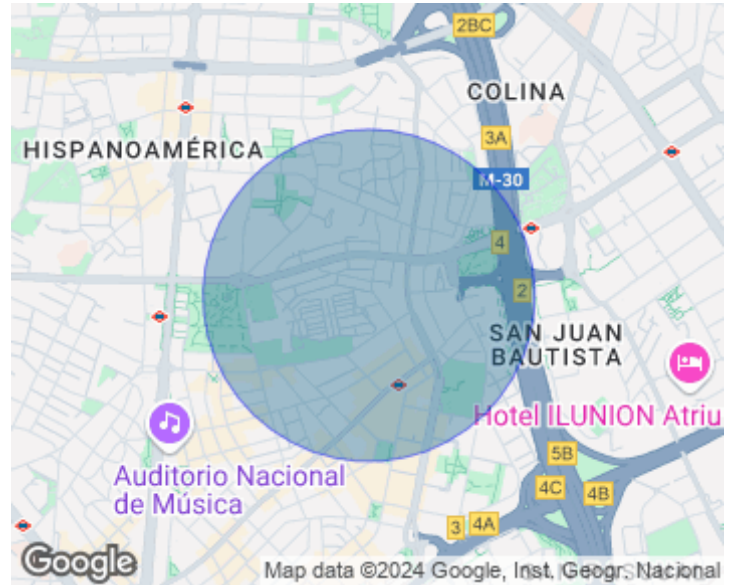 2BC
COLINA
3A
HISPANOAMÉRICA
M-30
4
2
SAN JUAN
BAUTISTA
Hotel ILUNION Atriu
Auditorio Nacional
de Música
5B
4C
4B
3
4A
Google
Map data ©2024 Google, Inst. Geogr. Nacional